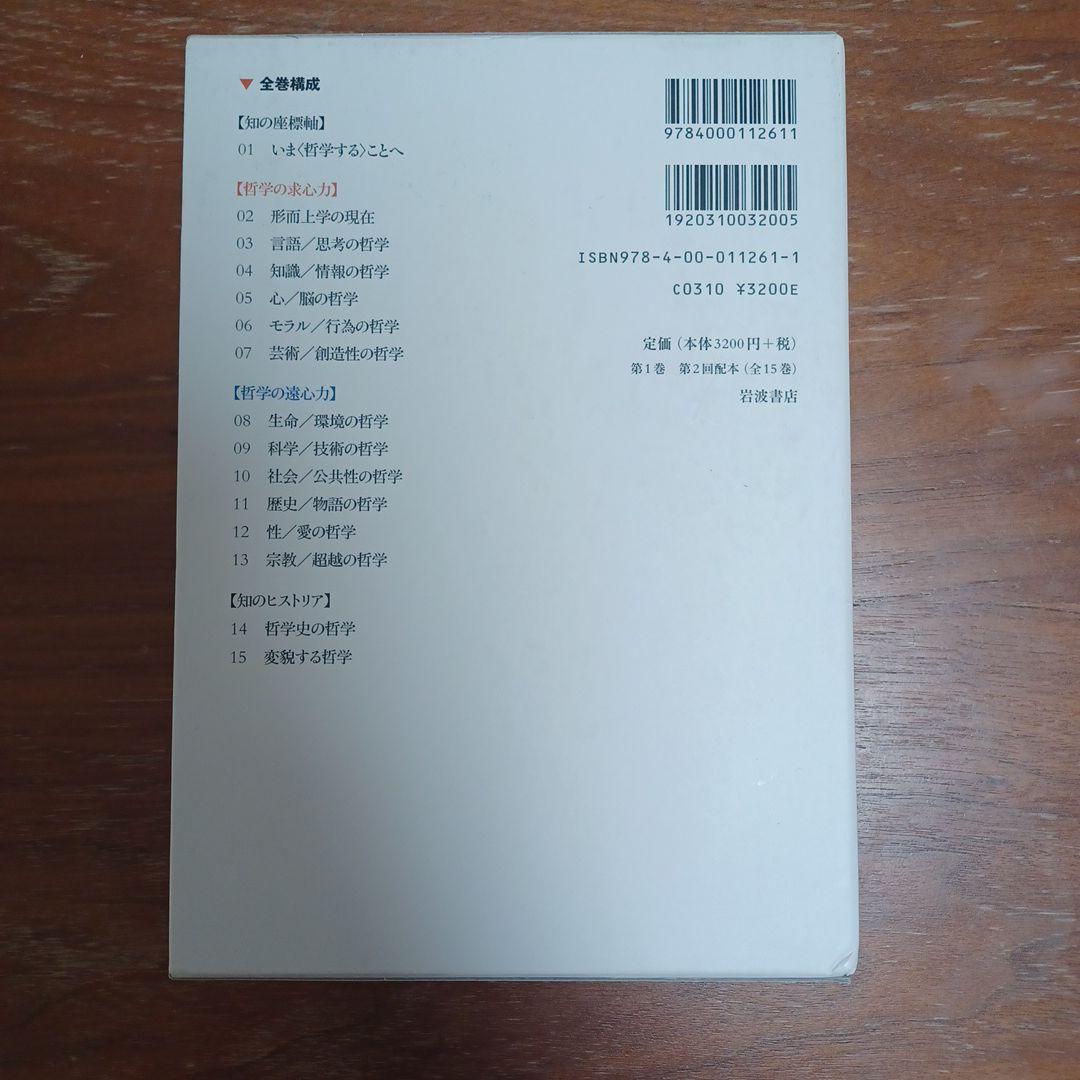 ▼ 全巻構成
【知の座標軸】
01 いま〈哲学する〉ことへ
【哲学の求心力】
02 形而上学の現在
03 言語／思考の哲学
04 知識／情報の哲学
05 心／脳の哲学
06 モラル／行為の哲学
07 芸術／創造性の哲学
【哲学の遠心力】
08 生命／環境の哲学
09 科学／技術の哲学
10 社会／公共性の哲学
11 歴史／物語の哲学
12 性／愛の哲学
13 宗教／超越の哲学
【知のヒストリア】
14 哲学史の哲学
15 変貌する哲学
9784000112611
1920310032005
ISBN978-4-00-011261-1
C0310 ¥3200E
定価（本体3200円＋税）
第1巻 第2回配本（全15巻）
岩波書店